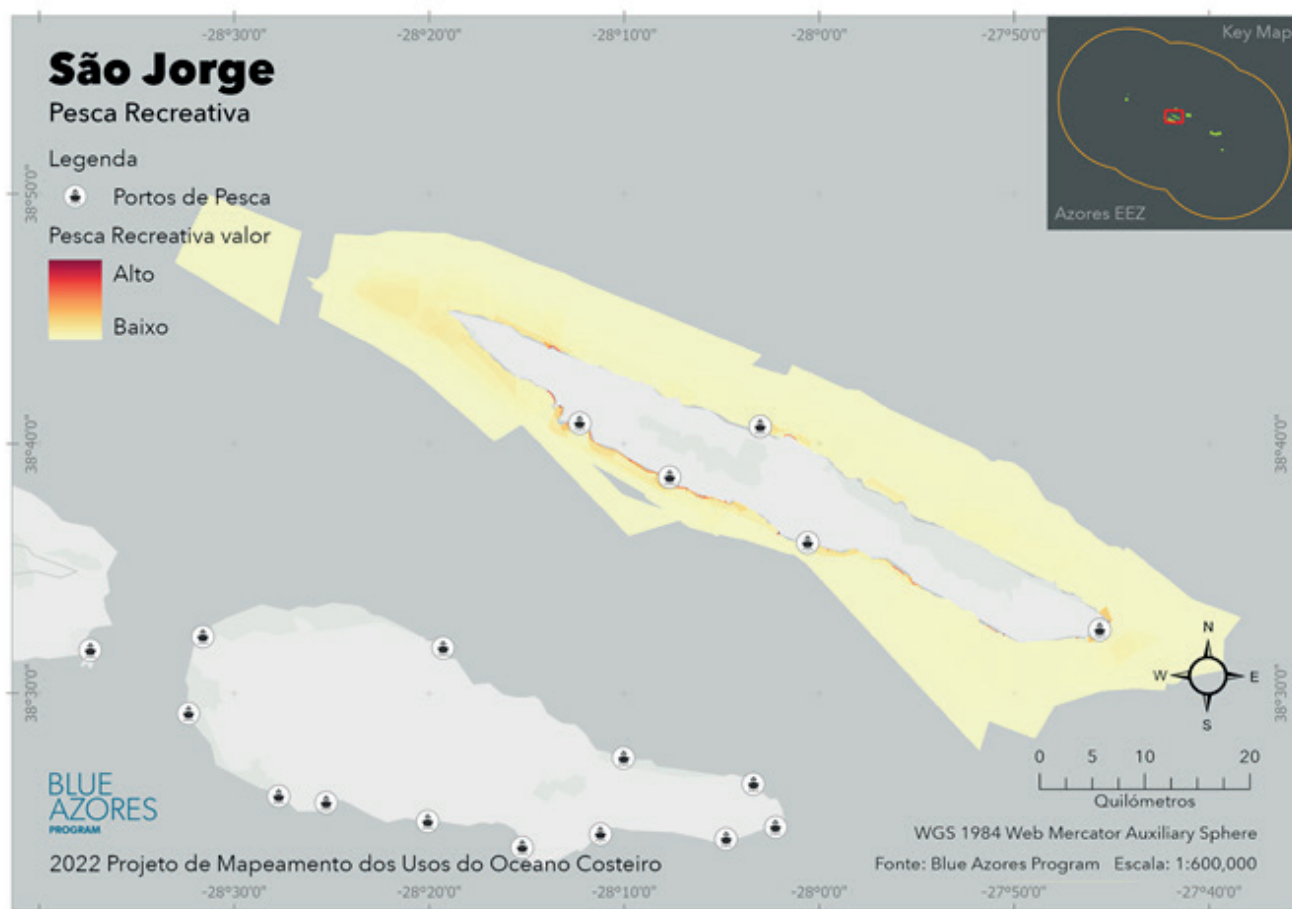 -28°30'0"
-28°20'0"
-28°10'0"
-28°0'0"
-27°50'0"
São Jorge
Pesca Recreativa
Legenda
Portos de Pesca
Pesca Recreativa valor
Alto
Baixo
Key Map
Azores EEZ
38°50'0"
38°40'0"
38°40'0"
38°30'0"
38°30'0"
N
W
E
S
0 5 10 20
Quilómetros
BLUE
AZORES
PROGRAM
2022 Projeto de Mapeamento dos Usos do Oceano Costeiro
WGS 1984 Web Mercator Auxiliary Sphere
Fonte: Blue Azores Program Escala: 1:600,000
-28°30'0"
-28°20'0"
-28°10'0"
-28°0'0"
-27°50'0"
-27°40'0"